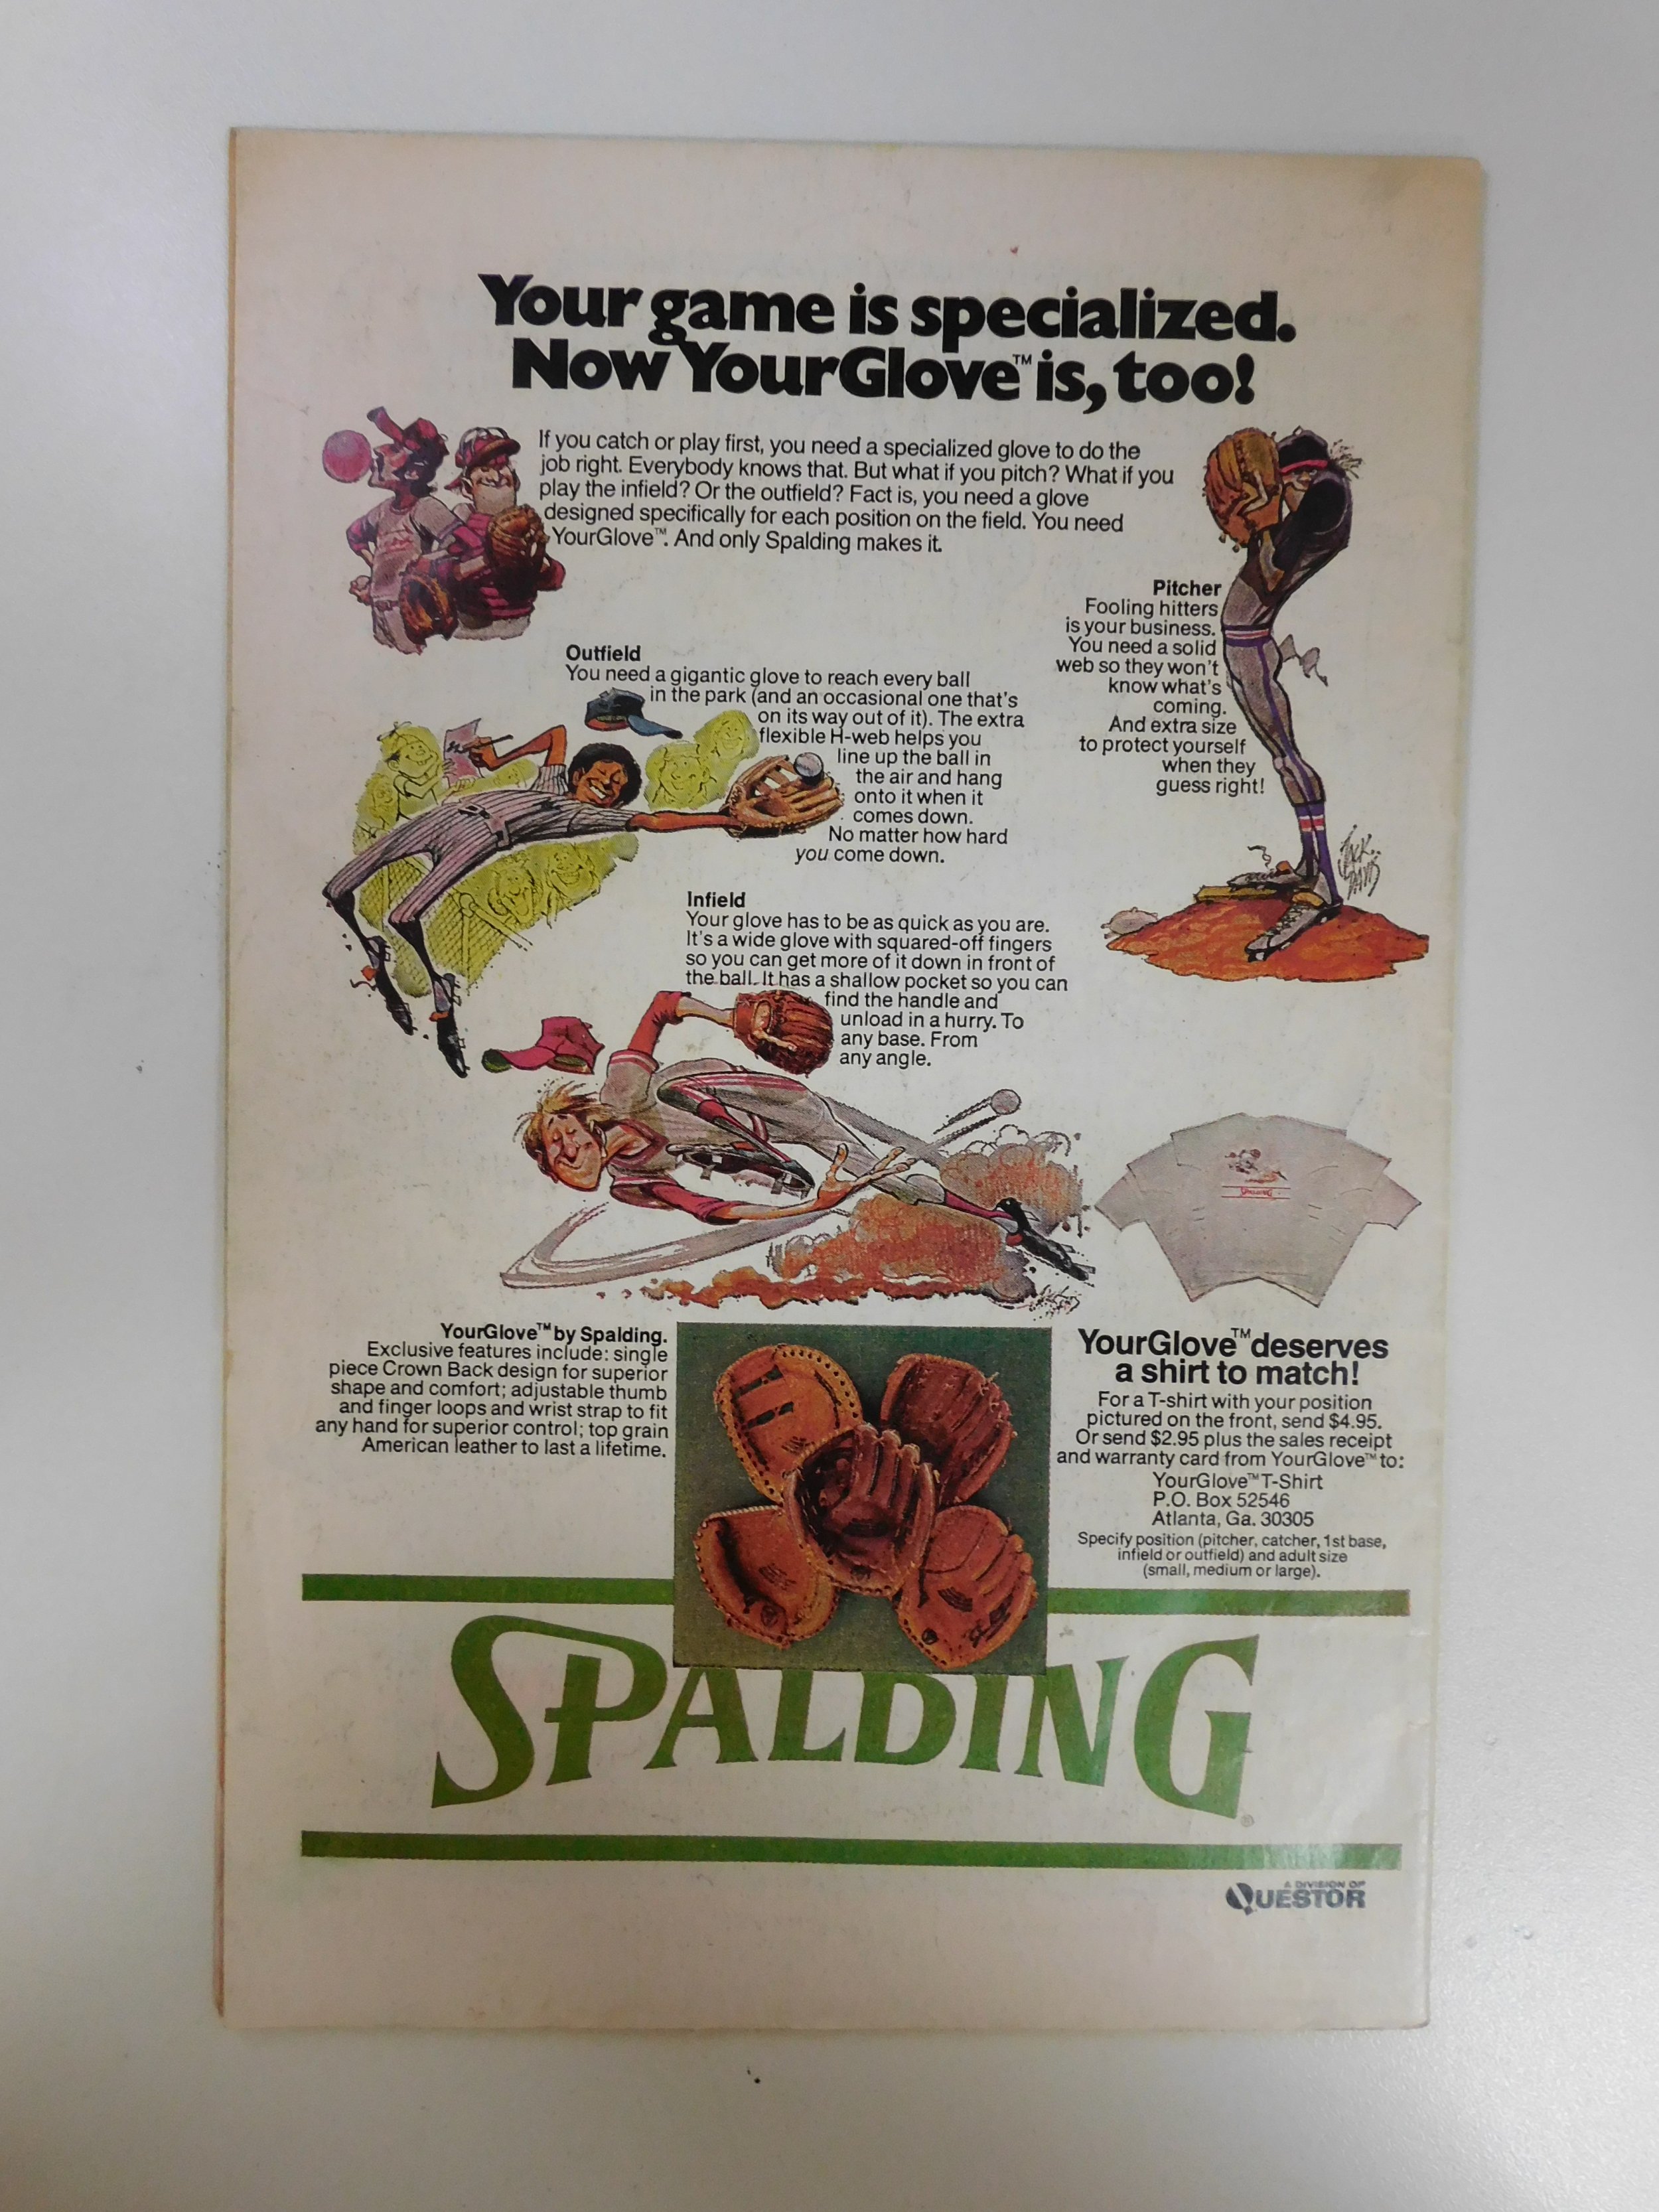 Your game is specialized.
Now YourGlove™ is, too!
If you catch or play first, you need a specialized glove to do the
job right. Everybody knows that. But what if you pitch? What if you
play the infield? Or the outfield? Fact is, you need a glove
designed specifically for each position on the field. You need
YourGlove™. And only Spalding makes it.
Pitcher
Fooling hitters
is your business.
You need a solid
web so they won't
know what's
coming.
And extra size
to protect yourself
when they
guess right!
JACK DAVIS
Outfield
You need a gigantic glove to reach every ball
in the park (and an occasional one that's
on its way out of it). The extra
flexible H-web helps you
line up the ball in
the air and hang
onto it when it
comes down.
No matter how hard
you come down.
Infield
Your glove has to be as quick as you are.
It's a wide glove with squared-off fingers
so you can get more of it down in front of
the ball. It has a shallow pocket so you can
find the handle and
unload in a hurry. To
any base. From
any angle.
SPALDING
YourGlove™ by Spalding.
Exclusive features include: single
piece Crown Back design for superior
shape and comfort; adjustable thumb
and finger loops and wrist strap to fit
any hand for superior control; top grain
American leather to last a lifetime.
YourGlove™ deserves
a shirt to match!
For a T-shirt with your position
pictured on the front, send $4.95.
Or send $2.95 plus the sales receipt
and warranty card from YourGlove™ to:
YourGlove™ T-Shirt
P.O. Box 52546
Atlanta, Ga. 30305
Specify position (pitcher, catcher, 1st base,
infield or outfield) and adult size
(small, medium or large).
SPALDING®
A DIVISION OF
QUESTOR